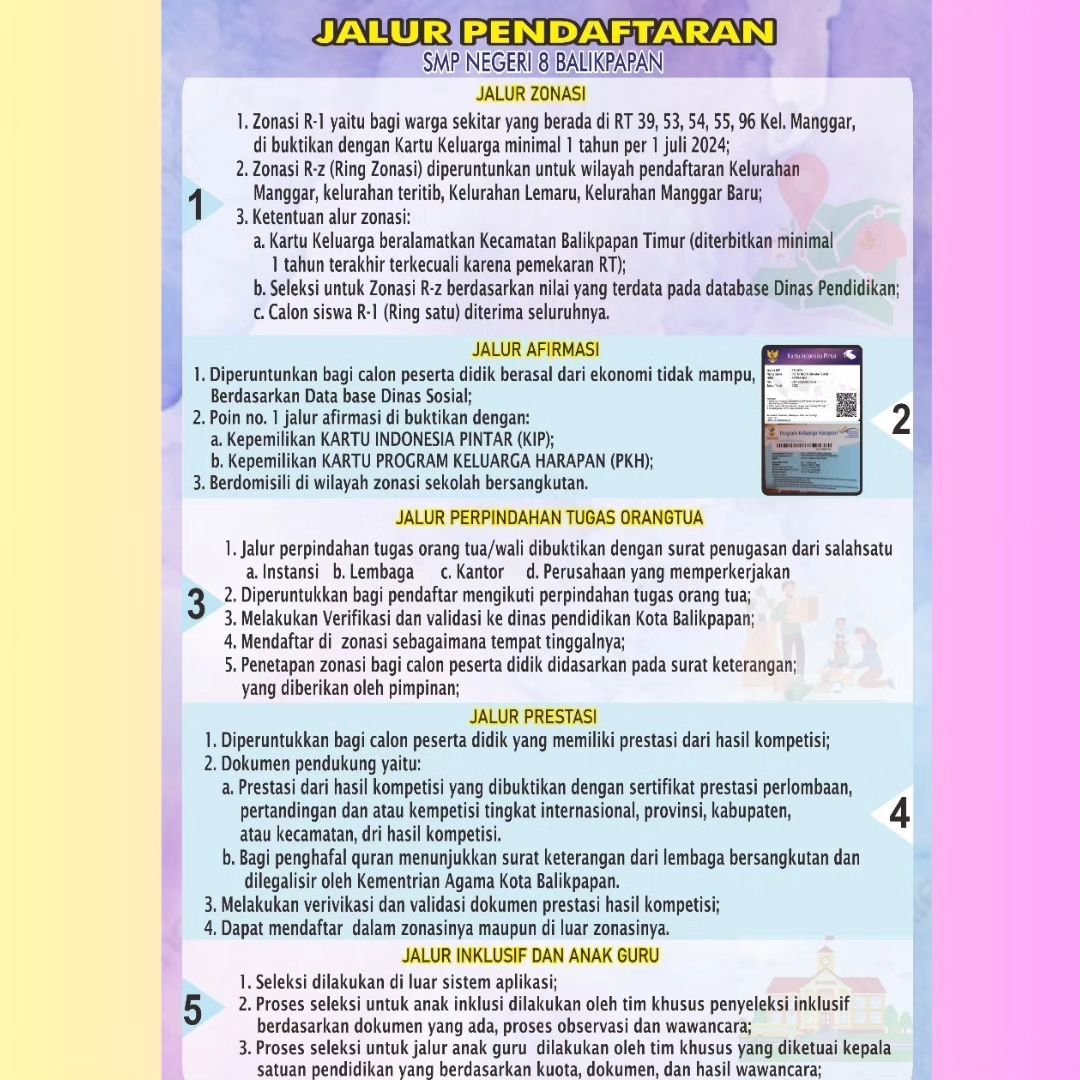 JALUR PENDAFTARAN
SMP NEGERI 8 BALIKPAPAN
JALUR ZONASI
1
1. Zonasi R-1 yaitu bagi warga sekitar yang berada di RT 39, 53, 54, 55, 96 Kel. Manggar,
di buktikan dengan Kartu Keluarga minimal 1 tahun per 1 juli 2024;
2. Zonasi R-z (Ring Zonasi) diperuntunkan untuk wilayah pendaftaran Kelurahan
Manggar, kelurahan teritib, Kelurahan Lemaru, Kelurahan Manggar Baru;
3. Ketentuan alur zonasi:
a. Kartu Keluarga beralamatkan Kecamatan Balikpapan Timur (diterbitkan minimal
1 tahun terakhir terkecuali karena pemekaran RT);
b. Seleksi untuk Zonasi R-z berdasarkan nilai yang terdata pada database Dinas Pendidikan;
c. Calon siswa R-1 (Ring satu) diterima seluruhnya.
JALUR AFIRMASI
2
1. Diperuntunkan bagi calon peserta didik berasal dari ekonomi tidak mampu,
Berdasarkan Data base Dinas Sosial;
2. Poin no. 1 jalur afirmasi di buktikan dengan:
a. Kepemilikan KARTU INDONESIA PINTAR (KIP);
b. Kepemilikan KARTU PROGRAM KELUARGA HARAPAN (PKH);
3. Berdomisili di wilayah zonasi sekolah bersangkutan.
Kartu Indonesia Pintar
Program Keluarga Harapan
JALUR PERPINDAHAN TUGAS ORANGTUA
3
1. Jalur perpindahan tugas orang tua/wali dibuktikan dengan surat penugasan dari salahsatu
a. Instansi b. Lembaga c. Kantor d. Perusahaan yang memperkerjakan
2. Diperuntukkan bagi pendaftar mengikuti perpindahan tugas orang tua;
3. Melakukan Verifikasi dan validasi ke dinas pendidikan Kota Balikpapan;
4. Mendaftar di zonasi sebagaimana tempat tinggalnya;
5. Penetapan zonasi bagi calon peserta didik didasarkan pada surat keterangan;
yang diberikan oleh pimpinan;
JALUR PRESTASI
4
1. Diperuntukkan bagi calon peserta didik yang memiliki prestasi dari hasil kompetisi;
2. Dokumen pendukung yaitu:
a. Prestasi dari hasil kompetisi yang dibuktikan dengan sertifikat prestasi perlombaan,
pertandingan dan atau kempetisi tingkat internasional, provinsi, kabupaten,
atau kecamatan, dri hasil kompetisi.
b. Bagi penghafal quran menunjukkan surat keterangan dari lembaga bersangkutan dan
dilegalisir oleh Kementrian Agama Kota Balikpapan.
3. Melakukan verivikasi dan validasi dokumen prestasi hasil kompetisi;
4. Dapat mendaftar dalam zonasinya maupun di luar zonasinya.
JALUR INKLUSIF DAN ANAK GURU
5
1. Seleksi dilakukan di luar sistem aplikasi;
2. Proses seleksi untuk anak inklusi dilakukan oleh tim khusus penyeleksi inklusif
berdasarkan dokumen yang ada, proses observasi dan wawancara;
3. Proses seleksi untuk jalur anak guru dilakukan oleh tim khusus yang diketuai kepala
satuan pendidikan yang berdasarkan kuota, dokumen, dan hasil wawancara;